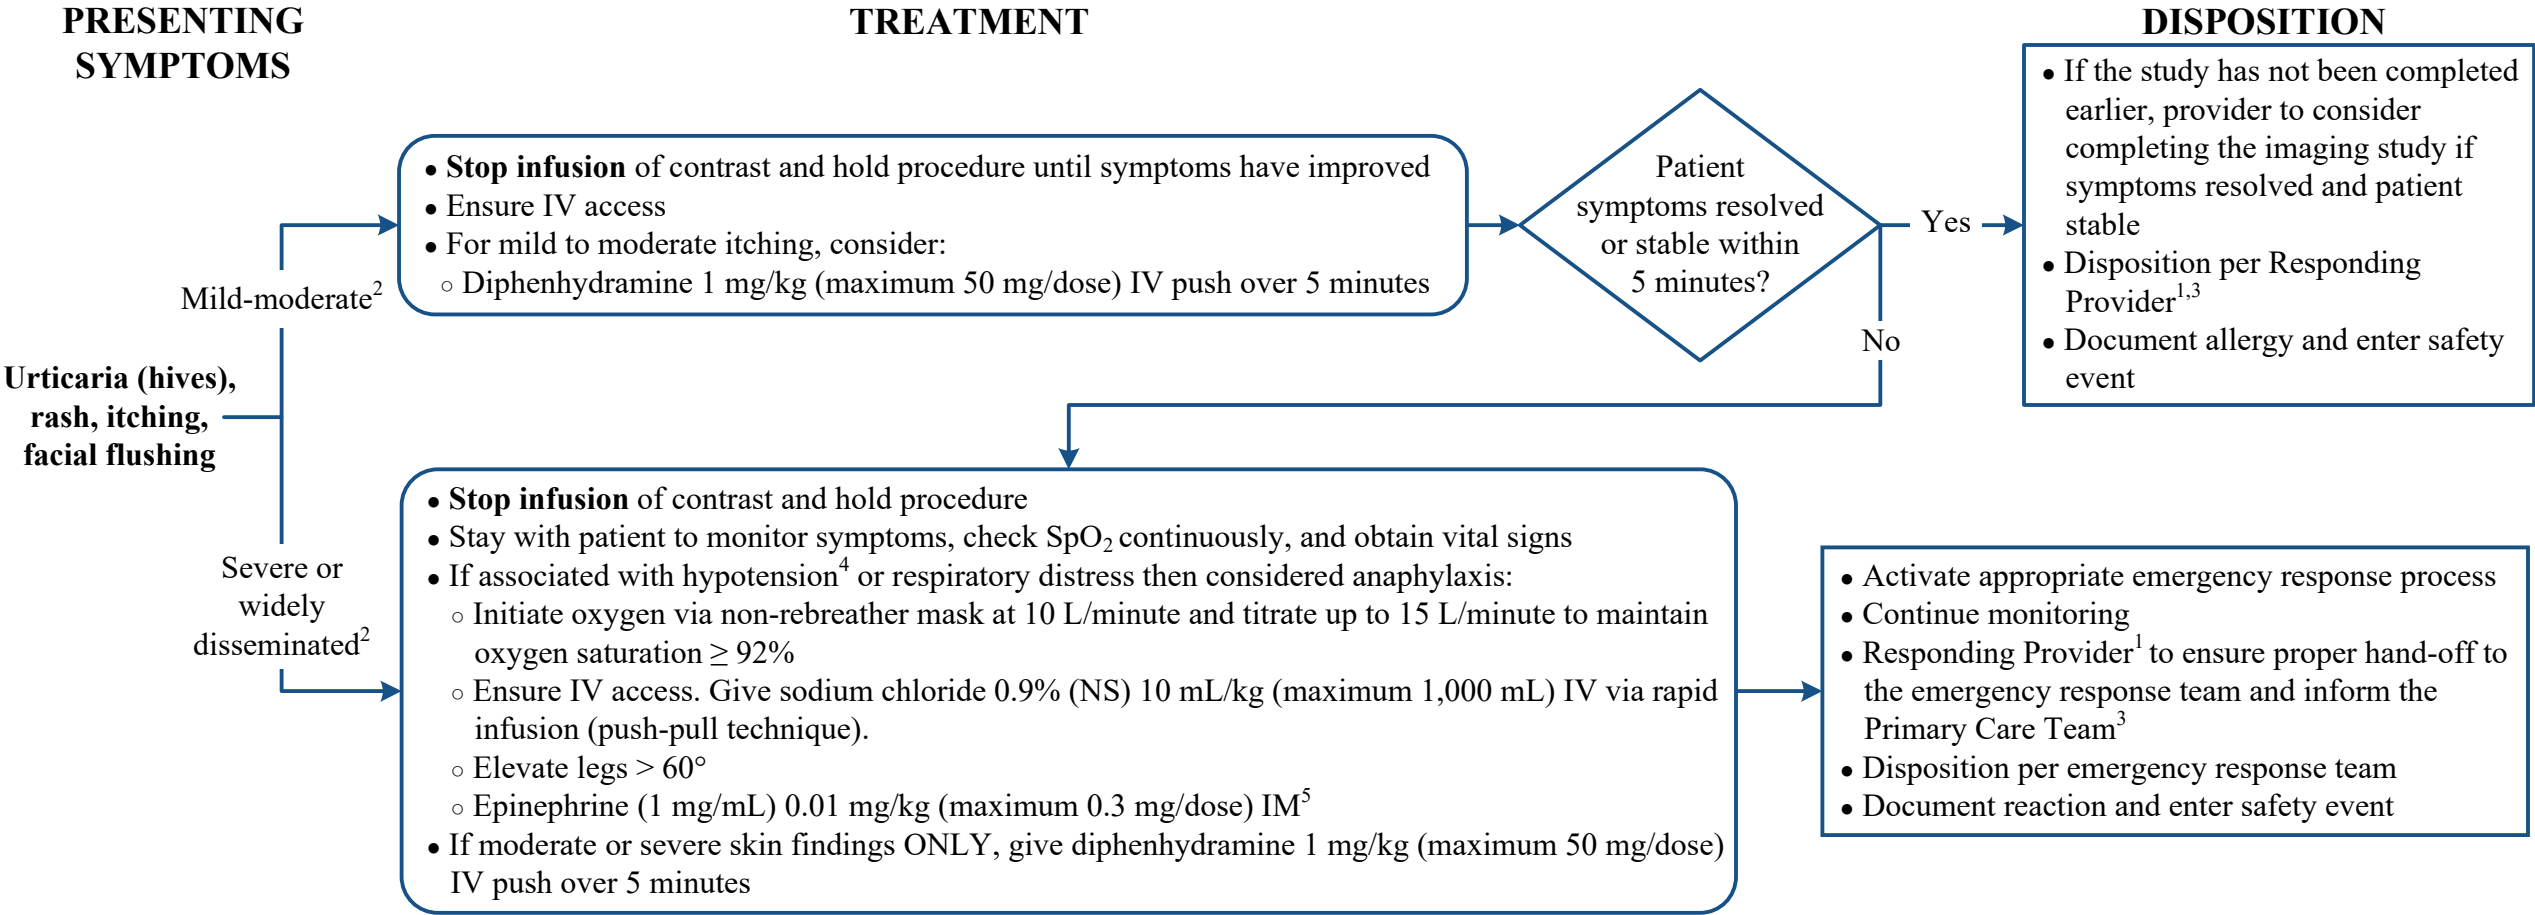 PRESENTING
SYMPTOMS
TREATMENT
DISPOSITION
Urticaria (hives),
rash, itching,
facial flushing
Mild-moderate²
• Stop infusion of contrast and hold procedure until symptoms have improved
• Ensure IV access
• For mild to moderate itching, consider:
○ Diphenhydramine 1 mg/kg (maximum 50 mg/dose) IV push over 5 minutes
Patient
symptoms resolved
or stable within
5 minutes?
Yes
No
• If the study has not been completed
earlier, provider to consider
completing the imaging study if
symptoms resolved and patient
stable
• Disposition per Responding
Provider¹,³
• Document allergy and enter safety
event
Severe or
widely
disseminated²
• Stop infusion of contrast and hold procedure
• Stay with patient to monitor symptoms, check SpO₂ continuously, and obtain vital signs
• If associated with hypotension⁴ or respiratory distress then considered anaphylaxis:
○ Initiate oxygen via non-rebreather mask at 10 L/minute and titrate up to 15 L/minute to maintain
oxygen saturation ≥ 92%
○ Ensure IV access. Give sodium chloride 0.9% (NS) 10 mL/kg (maximum 1,000 mL) IV via rapid
infusion (push-pull technique).
○ Elevate legs > 60°
○ Epinephrine (1 mg/mL) 0.01 mg/kg (maximum 0.3 mg/dose) IM⁵
• If moderate or severe skin findings ONLY, give diphenhydramine 1 mg/kg (maximum 50 mg/dose)
IV push over 5 minutes
• Activate appropriate emergency response process
• Continue monitoring
• Responding Provider¹ to ensure proper hand-off to
the emergency response team and inform the
Primary Care Team³
• Disposition per emergency response team
• Document reaction and enter safety event